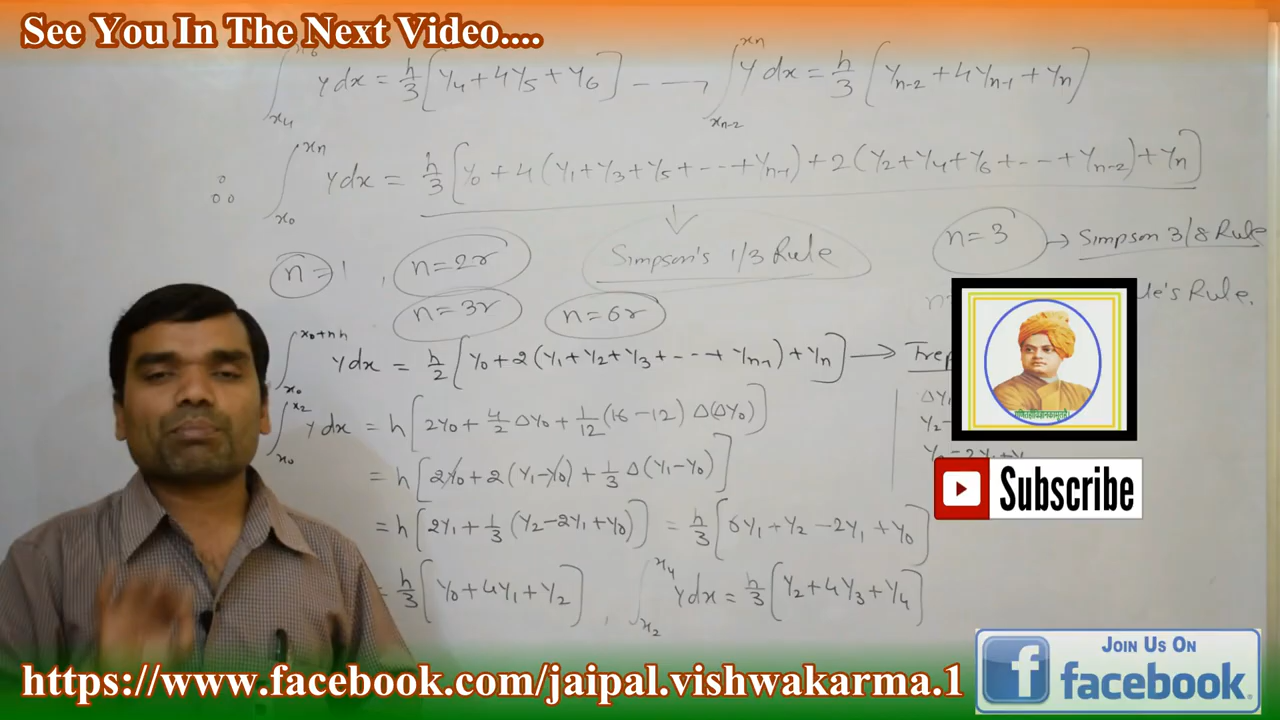 See You In The Next Video....
∫_{x₄}^{x₆} y dx = h/3 [y₄ + 4y₅ + y₆] --→ ∫_{xₙ₋₂}^{xₙ} y dx = h/3 [yₙ₋₂ + 4yₙ₋₁ + yₙ]
∴ ∫_{x₀}^{xₙ} y dx = h/3 [y₀ + 4(y₁ + y₃ + y₅ + --- + yₙ₋₁) + 2(y₂ + y₄ + y₆ + --- + yₙ₋₂) + yₙ]
n = 1 , n = 2r Simpson's 1/3 Rule n = 3 → Simpson 3/8 Rule
n = 3r n = 6r Rule.
∫_{x₀}^{x₀+nh} y dx = h/2 [y₀ + 2(y₁ + y₂ + y₃ + --- + yₙ₋₁) + yₙ] →
∫_{x₀}^{x₂} y dx = h [2y₀ + 4/2 Δy₀ + 1/12 (16 − 12) Δ(Δy₀)]
= h [2y₀ + 2(y₁ − y₀) + 1/3 Δ(y₁ − y₀)]
= h [2y₁ + 1/3 (y₂ − 2y₁ + y₀)] = h/3 [6y₁ + y₂ − 2y₁ + y₀]
= h/3 [y₀ + 4y₁ + y₂] , ∫_{x₂}^{x₄} y dx = h/3 [y₂ + 4y₃ + y₄]
Subscribe
JOIN US ON
facebook
https://www.facebook.com/jaipal.vishwakarma.1